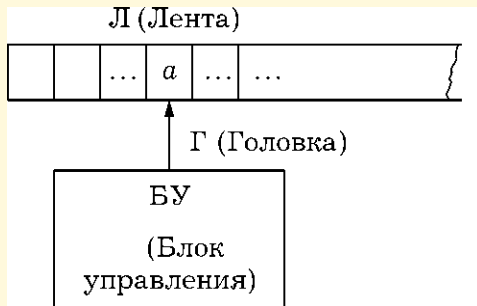 Л (Лента)
... a ... ...
Г (Головка)
БУ
(Блок
управления)